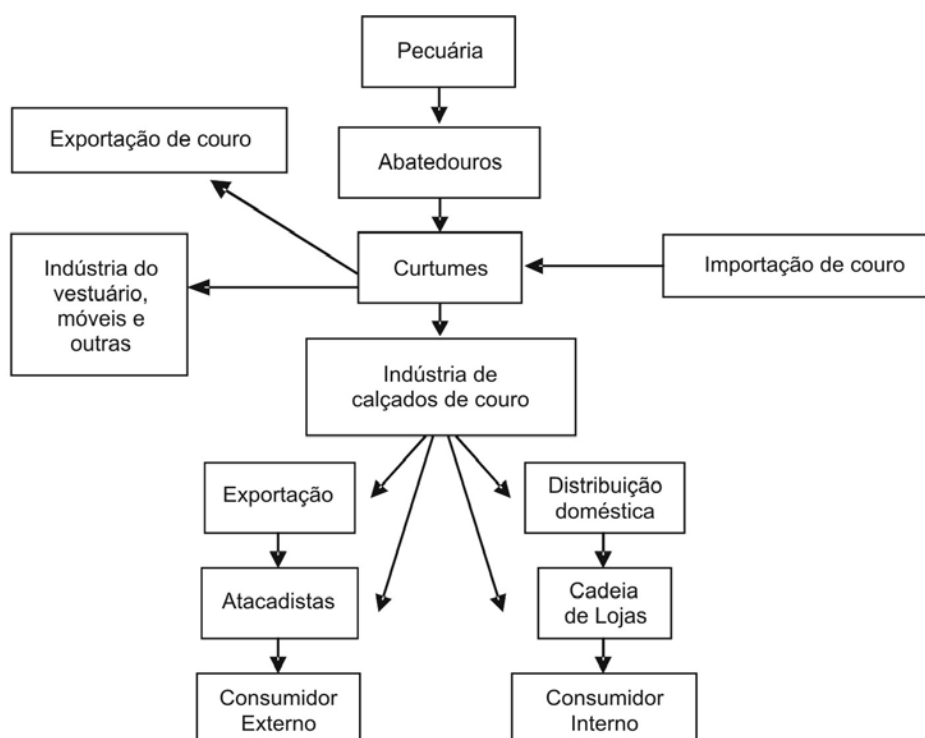 Pecuária
Exportação de couro
Abatedouros
Indústria do
vestuário,
móveis e
outras
Curtumes
Importação de couro
Indústria de
calçados de couro
Exportação
Distribuição
doméstica
Atacadistas
Cadeia
de Lojas
Consumidor
Externo
Consumidor
Interno